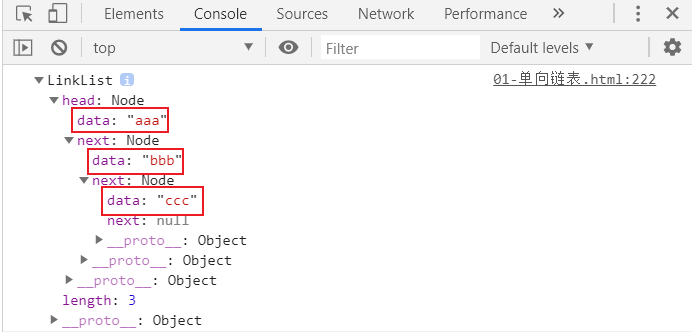 Elements Console Sources Network Performance »
top Filter Default levels
LinkList i 01-单向链表.html:222
head: Node
data: "aaa"
next: Node
data: "bbb"
next: Node
data: "ccc"
next: null
__proto__: Object
__proto__: Object
__proto__: Object
length: 3
__proto__: Object